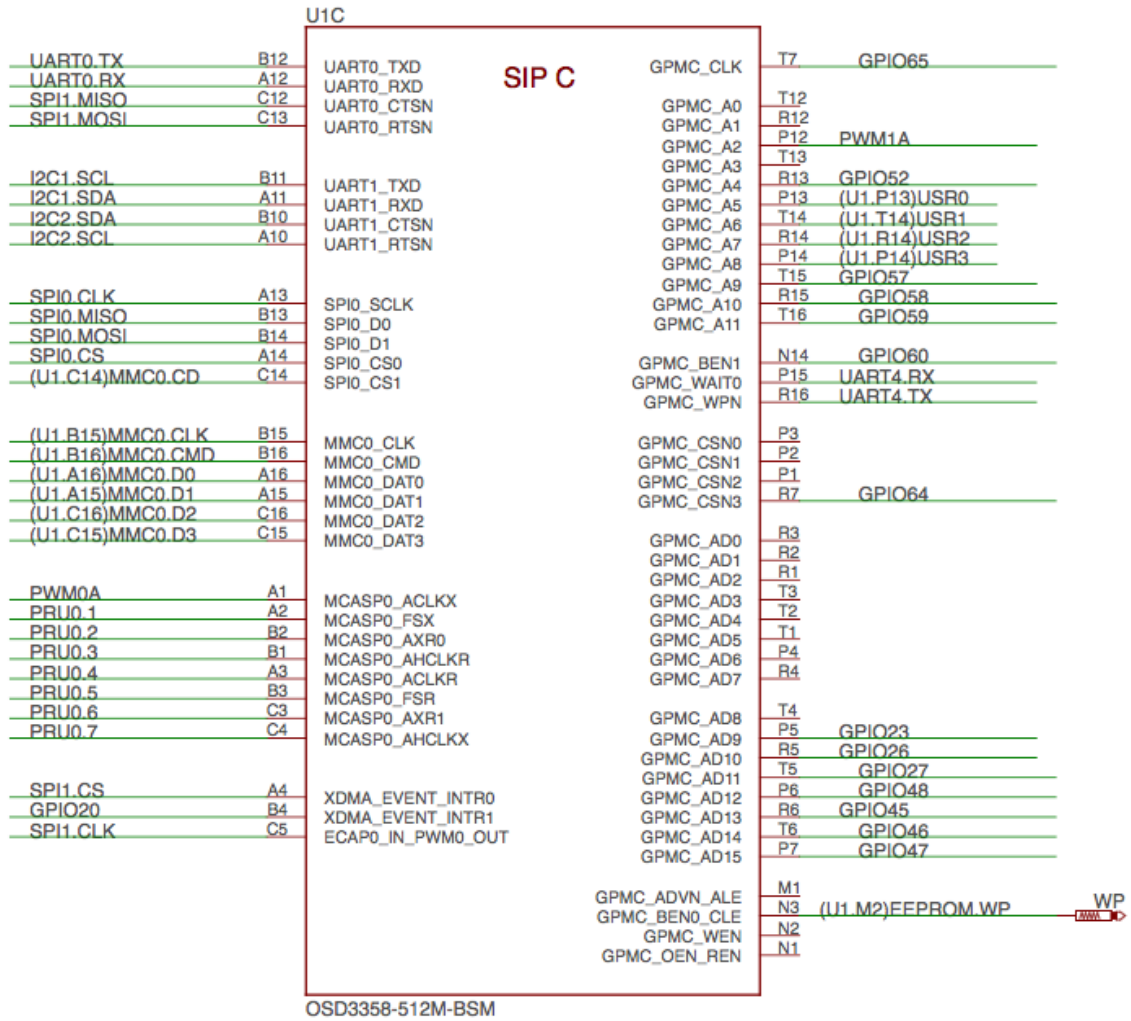 U1C
SIP C
UART0.TX B12 UART0_TXD
UART0.RX A12 UART0_RXD
SPI1.MISO C12 UART0_CTSN
SPI1.MOSI C13 UART0_RTSN
I2C1.SCL B11 UART1_TXD
I2C1.SDA A11 UART1_RXD
I2C2.SDA B10 UART1_CTSN
I2C2.SCL A10 UART1_RTSN
SPI0.CLK A13 SPI0_SCLK
SPI0.MISO B13 SPI0_D0
SPI0.MOSI B14 SPI0_D1
SPI0.CS A14 SPI0_CS0
(U1.C14)MMC0.CD C14 SPI0_CS1
(U1.B15)MMC0.CLK B15 MMC0_CLK
(U1.B16)MMC0.CMD B16 MMC0_CMD
(U1.A16)MMC0.D0 A16 MMC0_DAT0
(U1.A15)MMC0.D1 A15 MMC0_DAT1
(U1.C16)MMC0.D2 C16 MMC0_DAT2
(U1.C15)MMC0.D3 C15 MMC0_DAT3
PWM0A A1 MCASP0_ACLKX
PRU0.1 A2 MCASP0_FSX
PRU0.2 B2 MCASP0_AXR0
PRU0.3 B1 MCASP0_AHCLKR
PRU0.4 A3 MCASP0_ACLKR
PRU0.5 B3 MCASP0_FSR
PRU0.6 C3 MCASP0_AXR1
PRU0.7 C4 MCASP0_AHCLKX
SPI1.CS A4 XDMA_EVENT_INTR0
GPIO20 B4 XDMA_EVENT_INTR1
SPI1.CLK C5 ECAP0_IN_PWM0_OUT
GPMC_CLK T7 GPIO65
GPMC_A0 T12
GPMC_A1 R12
GPMC_A2 P12 PWM1A
GPMC_A3 T13
GPMC_A4 R13 GPIO52
GPMC_A5 P13 (U1.P13)USR0
GPMC_A6 T14 (U1.T14)USR1
GPMC_A7 R14 (U1.R14)USR2
GPMC_A8 P14 (U1.P14)USR3
GPMC_A9 T15 GPIO57
GPMC_A10 R15 GPIO58
GPMC_A11 T16 GPIO59
GPMC_BEN1 N14 GPIO60
GPMC_WAIT0 P15 UART4.RX
GPMC_WPN R16 UART4.TX
GPMC_CSN0 P3
GPMC_CSN1 P2
GPMC_CSN2 P1
GPMC_CSN3 R7 GPIO64
GPMC_AD0 R3
GPMC_AD1 R2
GPMC_AD2 R1
GPMC_AD3 T3
GPMC_AD4 T2
GPMC_AD5 T1
GPMC_AD6 P4
GPMC_AD7 R4
GPMC_AD8 T4
GPMC_AD9 P5 GPIO23
GPMC_AD10 R5 GPIO26
GPMC_AD11 T5 GPIO27
GPMC_AD12 P6 GPIO48
GPMC_AD13 R6 GPIO45
GPMC_AD14 T6 GPIO46
GPMC_AD15 P7 GPIO47
GPMC_ADVN_ALE M1
GPMC_BEN0_CLE N3 (U1.M2)EEPROM.WP WP
GPMC_WEN N2
GPMC_OEN_REN N1
OSD3358-512M-BSM